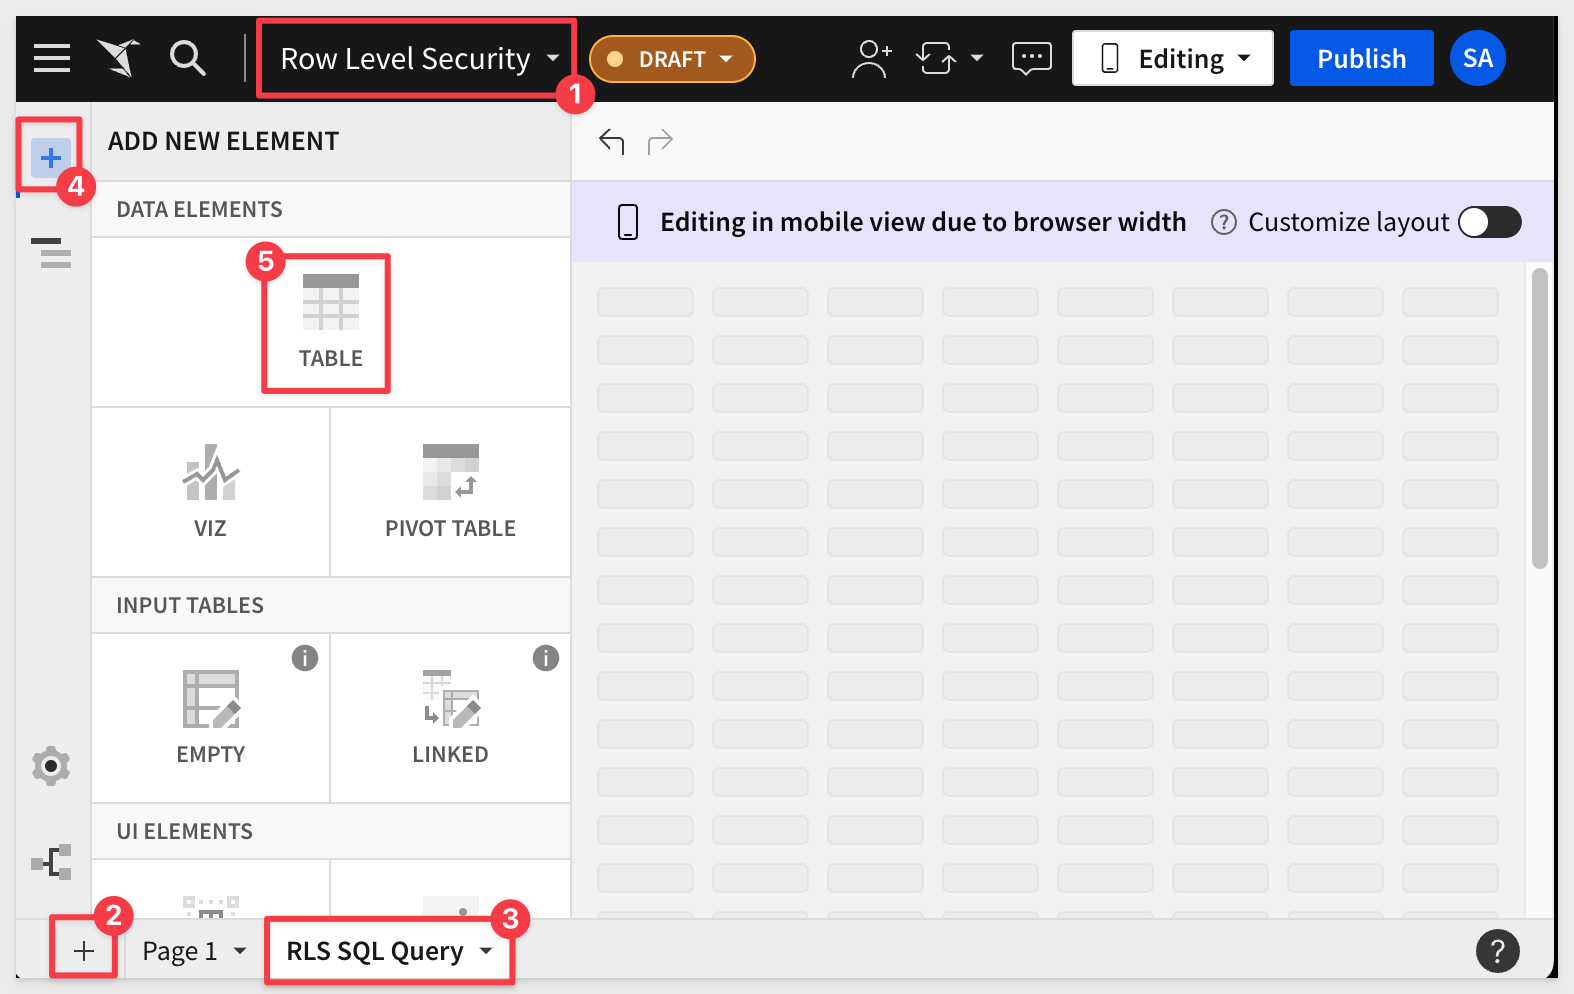 Row Level Security
DRAFT
Editing
Publish
SA
1
4
ADD NEW ELEMENT
DATA ELEMENTS
Editing in mobile view due to browser width
?
Customize layout
5
TABLE
VIZ
PIVOT TABLE
INPUT TABLES
i
i
EMPTY
LINKED
UI ELEMENTS
2
3
+
Page 1
RLS SQL Query
?